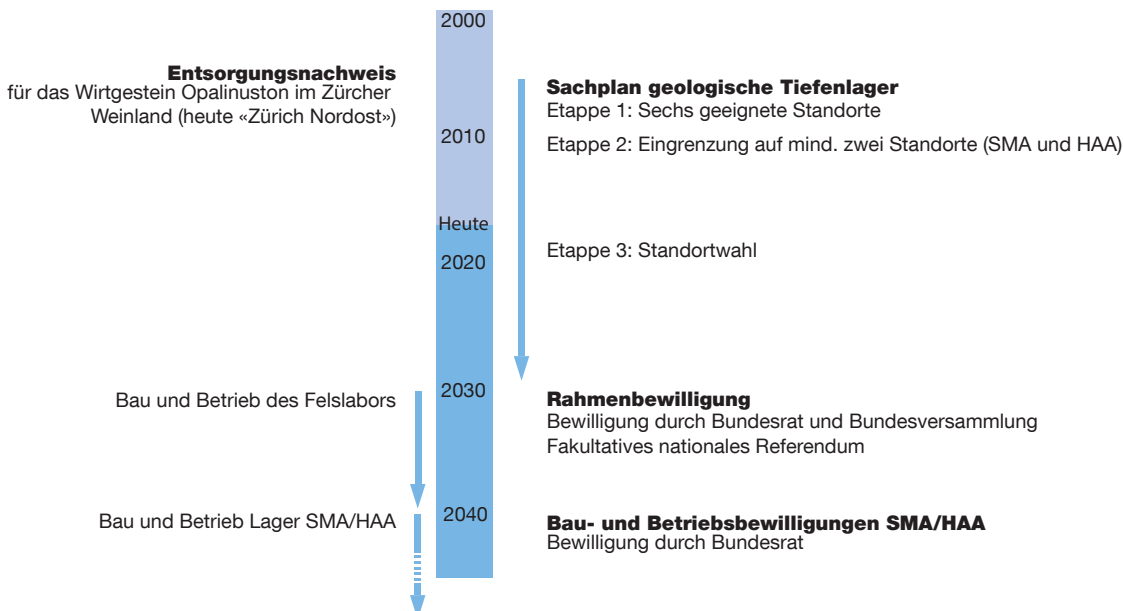 2000
Entsorgungsnachweis
für das Wirtgestein Opalinuston im Zürcher
Weinland (heute «Zürich Nordost»)
Sachplan geologische Tiefenlager
Etappe 1: Sechs geeignete Standorte
2010
Etappe 2: Eingrenzung auf mind. zwei Standorte (SMA und HAA)
Heute
Etappe 3: Standortwahl
2020
Bau und Betrieb des Felslabors
2030
Rahmenbewilligung
Bewilligung durch Bundesrat und Bundesversammlung
Fakultatives nationales Referendum
Bau und Betrieb Lager SMA/HAA
2040
Bau- und Betriebsbewilligungen SMA/HAA
Bewilligung durch Bundesrat